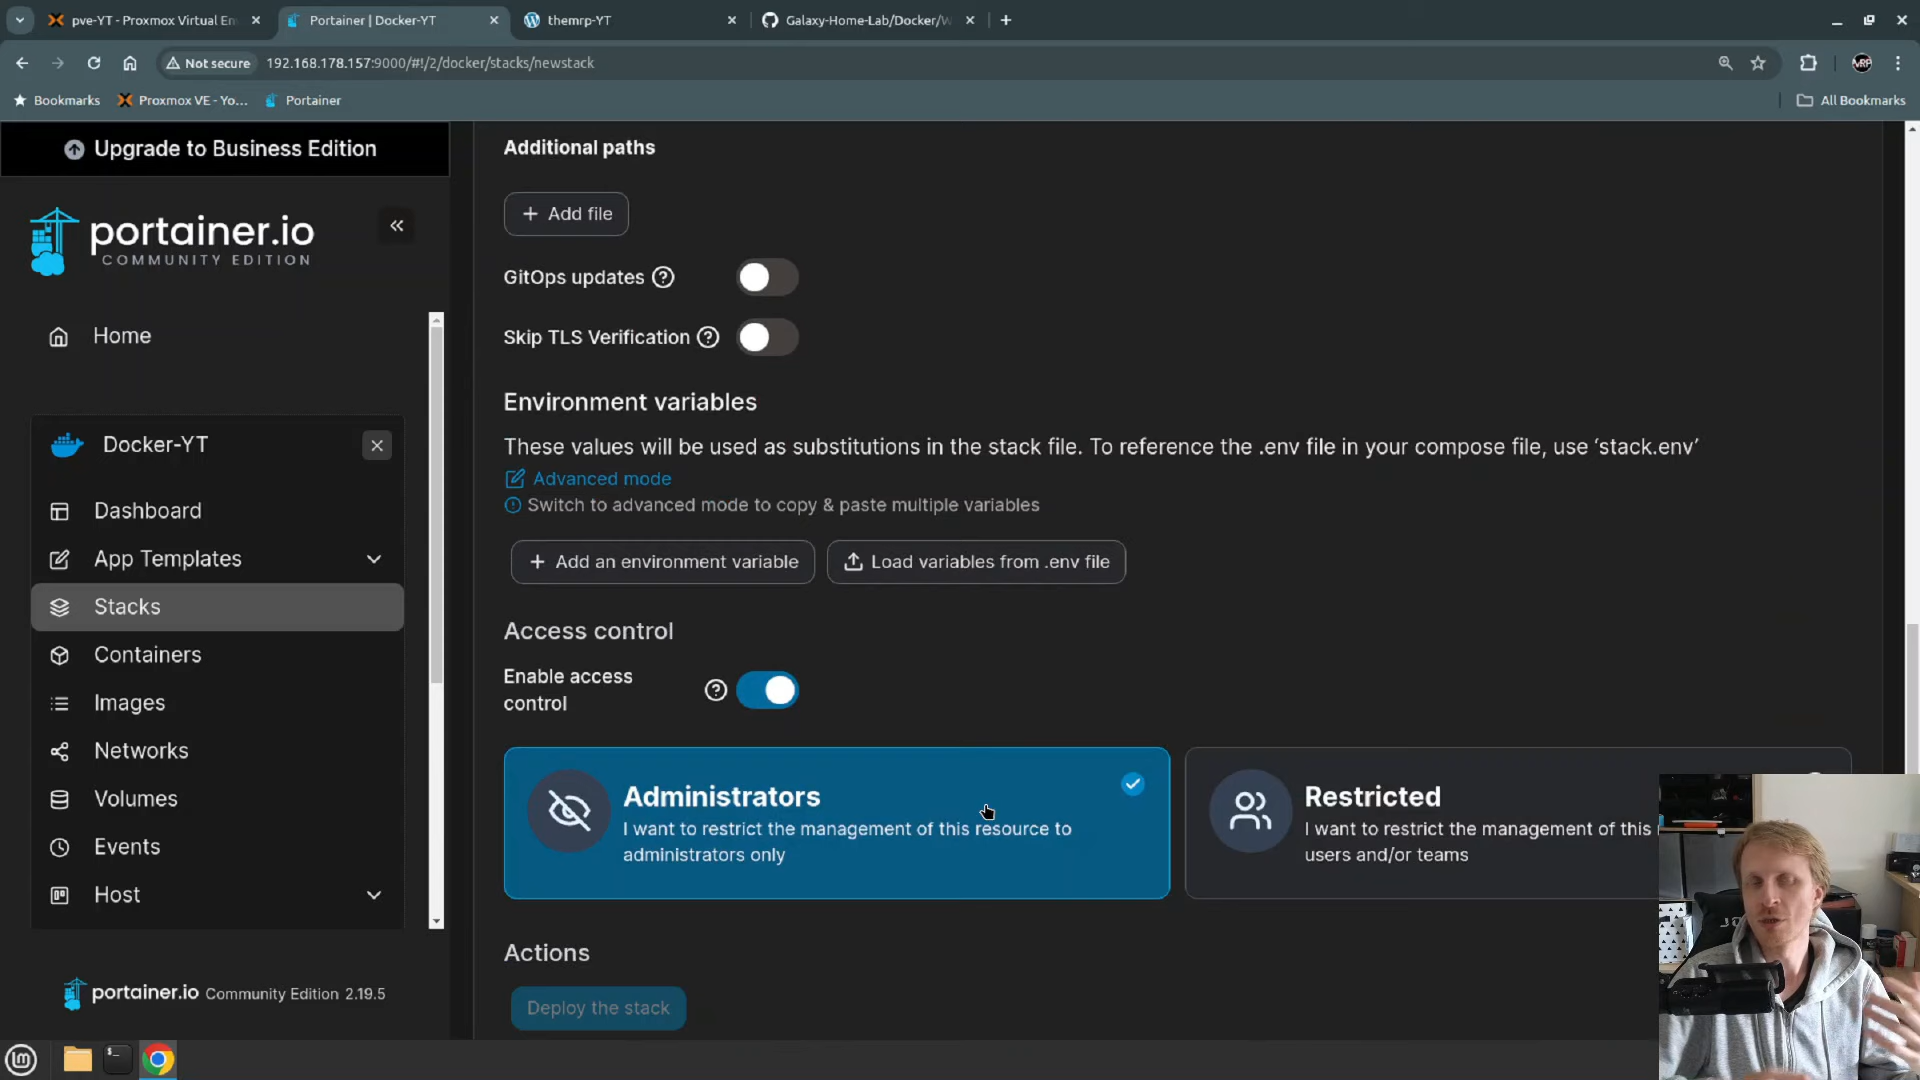 pve-YT - Proxmox Virtual En
Portainer | Docker-YT
themrp-YT
Galaxy-Home-Lab/Docker/W
Not secure
192.168.178.157:9000/#!/2/docker/stacks/newstack
Bookmarks
Proxmox VE - Yo...
Portainer
All Bookmarks
Upgrade to Business Edition
portainer.io
COMMUNITY EDITION
Home
Docker-YT
Dashboard
App Templates
Stacks
Containers
Images
Networks
Volumes
Events
Host
portainer.io Community Edition 2.19.5
Additional paths
+ Add file
GitOps updates
Skip TLS Verification
Environment variables
These values will be used as substitutions in the stack file. To reference the .env file in your compose file, use ‘stack.env’
Advanced mode
Switch to advanced mode to copy & paste multiple variables
+ Add an environment variable
Load variables from .env file
Access control
Enable access
control
Administrators
I want to restrict the management of this resource to
administrators only
Restricted
I want to restrict the management of this
users and/or teams
Actions
Deploy the stack